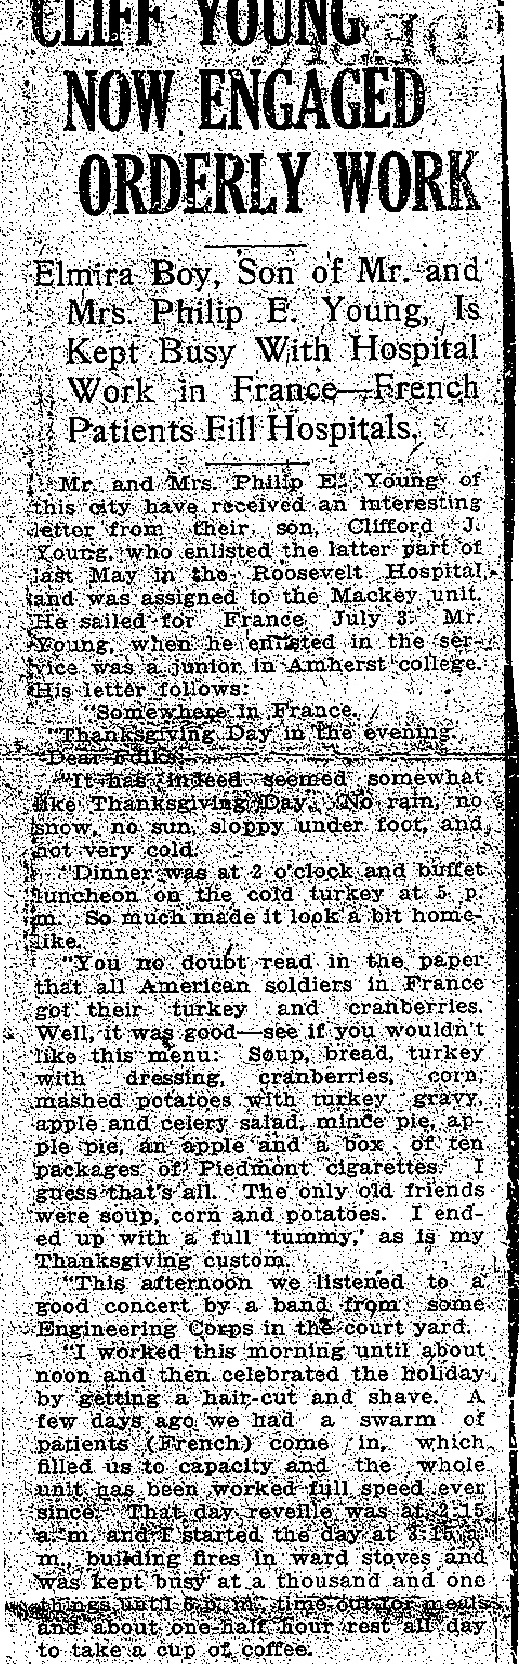 CLIFF YOUNG
NOW ENGAGED
ORDERLY WORK
Elmira Boy, Son of Mr. and
Mrs. Philip E. Young, Is
Kept Busy With Hospital
Work in France—French
Patients Fill Hospitals.
Mr. and Mrs. Philip E. Young of
this city have received an interesting
letter from their son, Clifford J.
Young, who enlisted the latter part of
last May in the Roosevelt Hospital,
and was assigned to the Mackey unit.
He sailed for France July 3. Mr.
Young, when he enlisted in the ser-
vice was a junior in Amherst college.
His letter follows:
"Somewhere in France.
"Thanksgiving Day in the evening.
"Dear Folks:
"It has indeed seemed somewhat
like Thanksgiving Day. No rain, no
snow, no sun, sloppy under foot, and
not very cold.
"Dinner was at 2 o'clock and buffet
luncheon on the cold turkey at 5 p.
m. So much made it look a bit home-
like.
"You no doubt read in the paper
that all American soldiers in France
got their turkey and cranberries.
Well, it was good—see if you wouldn't
like this menu: Soup, bread, turkey
with dressing, cranberries, corn,
mashed potatoes with turkey gravy,
apple and celery salad, mince pie, ap-
ple pie, an apple and a box of ten
packages of Piedmont cigarettes. I
guess that's all. The only old friends
were soup, corn and potatoes. I end-
ed up with a full 'tummy,' as is my
Thanksgiving custom.
"This afternoon we listened to a
good concert by a band from some
Engineering Corps in the court yard.
"I worked this morning until about
noon and then celebrated the holiday
by getting a hair-cut and shave. A
few days ago we had a swarm of
patients (French) come in, which
filled us to capacity and the whole
unit has been worked full speed ever
since. That day reveille was at 2:15
a. m. and I started the day at 3:15 a.
m., building fires in ward stoves and
was kept busy at a thousand and one
things until 6 p. m., time out for meals
and about one-half hour rest all day
to take a cup of coffee.